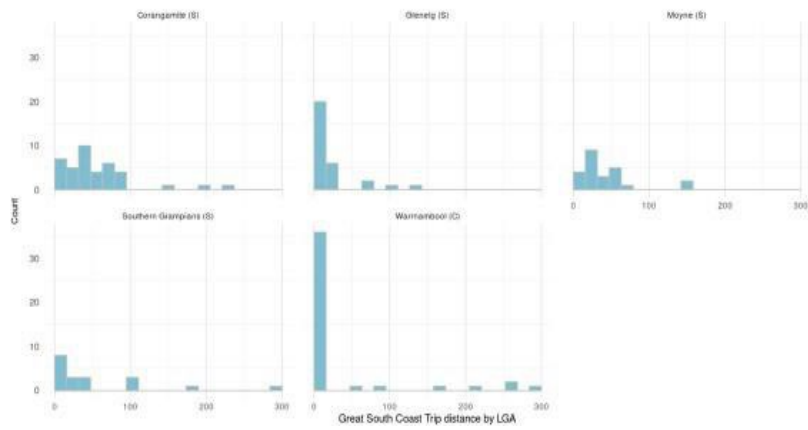 Corangamite (S)
Glenelg (S)
Moyne (S)
30
20
10
0
0
100
200
300
Count
Southern Grampians (S)
Warrnambool (C)
30
20
10
0
0
100
200
300
0
100
200
300
Great South Coast Trip distance by LGA